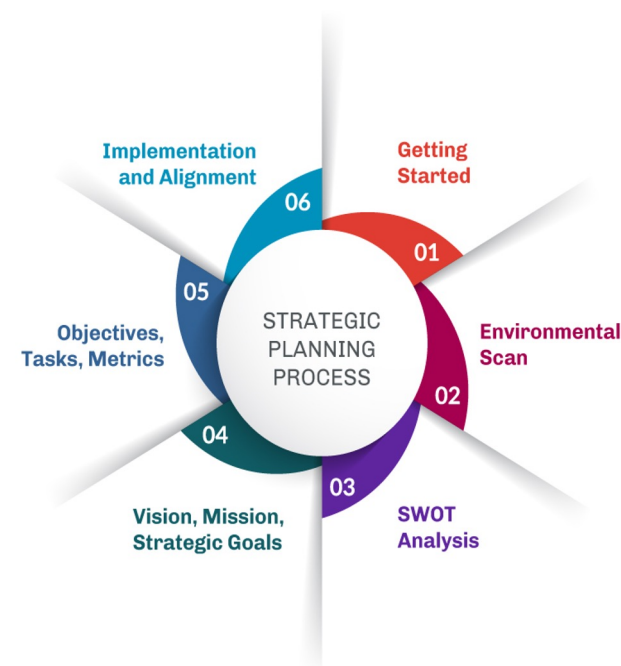 STRATEGIC
PLANNING
PROCESS
01
Getting
Started
02
Environmental
Scan
03
SWOT
Analysis
04
Vision, Mission,
Strategic Goals
05
Objectives,
Tasks, Metrics
06
Implementation
and Alignment